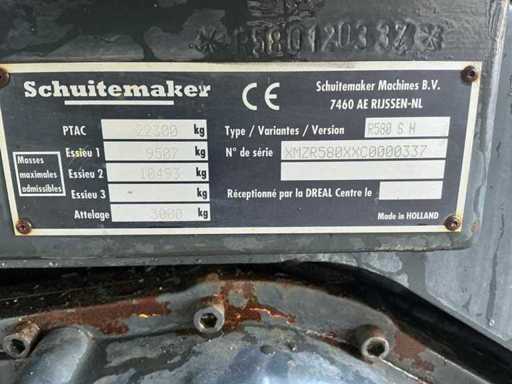 *R58012033Z*
Schuitemaker
CE
Schuitemaker Machines B.V.
7460 AE RIJSSEN-NL
PTAC 22300 kg
Type / Variantes / Version R580 S H
Masses maximales admissibles
Essieu 1 9507 kg
N° de série XMZR580XXC0000337
Essieu 2 10493 kg
Essieu 3 kg
Réceptionné par la DREAL Centre le
Attelage 3000 kg
Made in HOLLAND